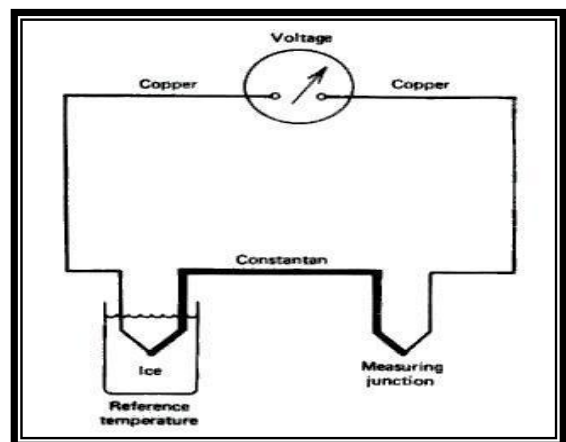 Voltage
Copper
Copper
Constantan
Ice
Measuring
junction
Reference
temperature